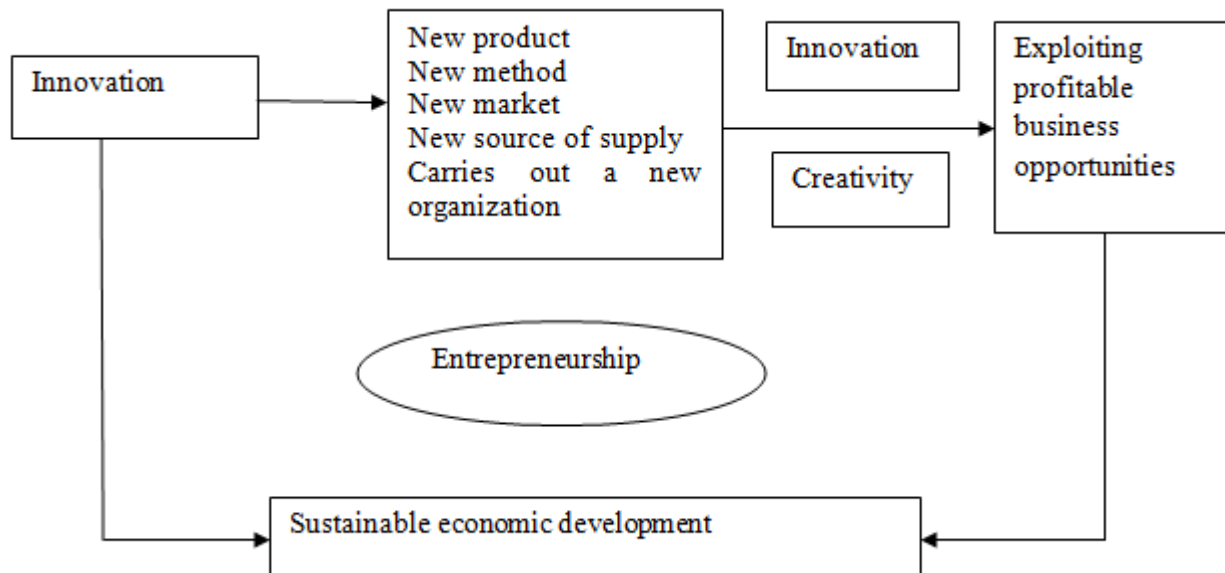 Innovation
New product
New method
New market
New source of supply
Carries out a new
organization
Innovation
Creativity
Exploiting
profitable
business
opportunities
Entrepreneurship
Sustainable economic development